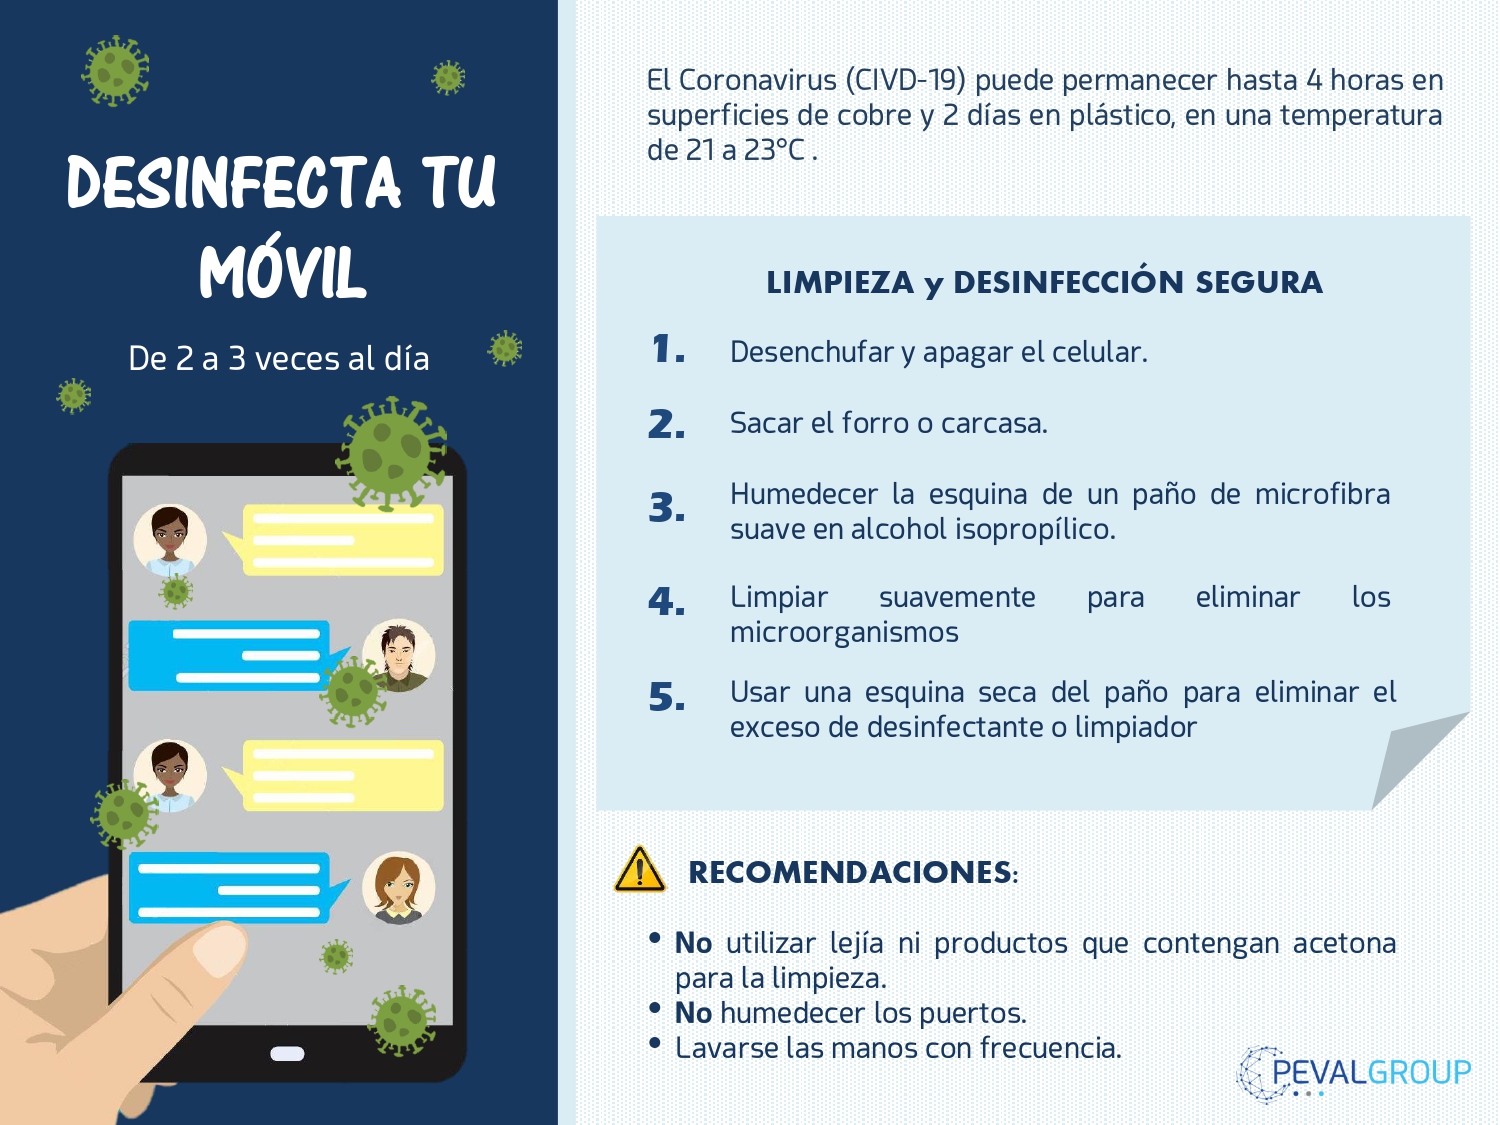 DESINFECTA TU
MÓVIL
De 2 a 3 veces al día
El Coronavirus (CIVD-19) puede permanecer hasta 4 horas en
superficies de cobre y 2 días en plástico, en una temperatura
de 21 a 23°C .
LIMPIEZA y DESINFECCIÓN SEGURA
1. Desenchufar y apagar el celular.
2. Sacar el forro o carcasa.
3. Humedecer la esquina de un paño de microfibra
suave en alcohol isopropílico.
4. Limpiar suavemente para eliminar los
microorganismos
5. Usar una esquina seca del paño para eliminar el
exceso de desinfectante o limpiador
RECOMENDACIONES:
• No utilizar lejía ni productos que contengan acetona
para la limpieza.
• No humedecer los puertos.
• Lavarse las manos con frecuencia.
PEVALGROUP